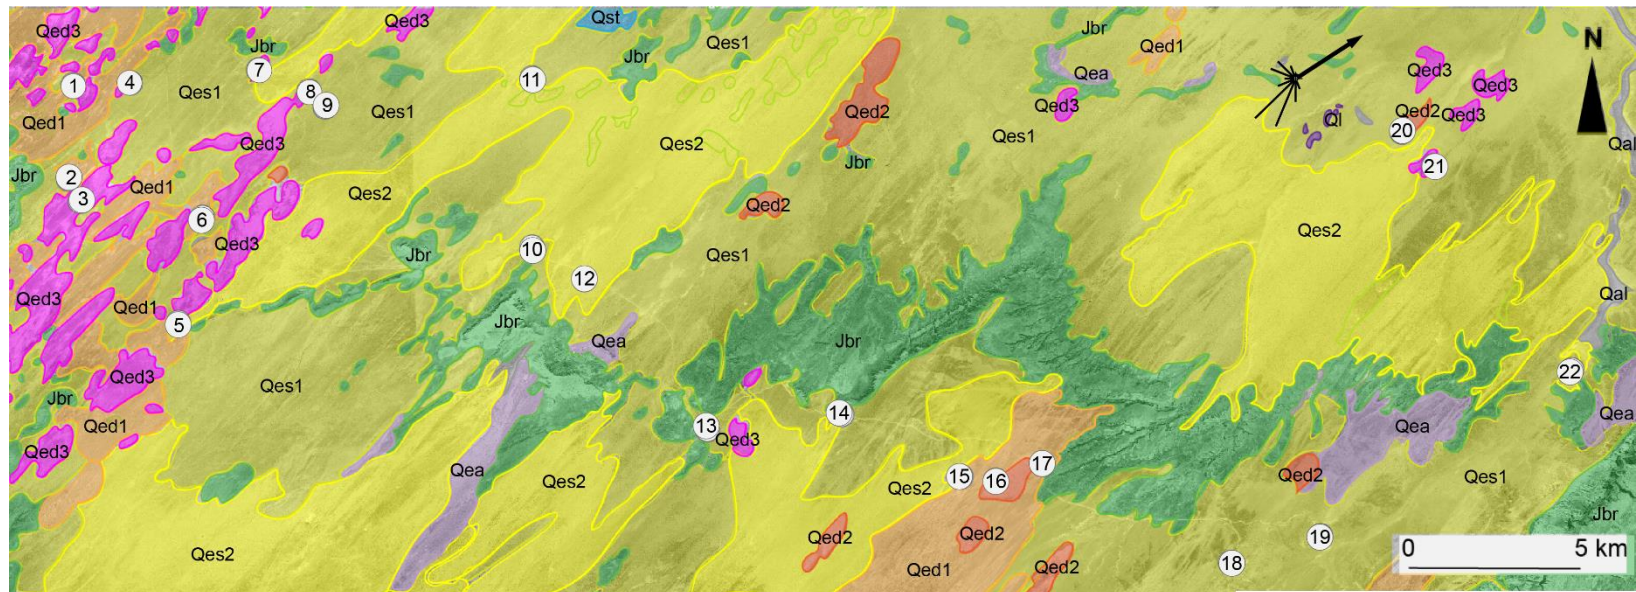 Qed3
Jbr
Qed3
Qst
Jbr
Qes1
Jbr
Qea
Qed1
N
1
4
Qes1
7
8
9
Qes1
11
Qed2
Qed3
Qes1
Qed3
Qed2
Qed3
Qi
20
Qed1
Qed3
Qes2
Jbr
Qal
21
Jbr
2
3
Qed1
Qes2
Qed2
6
Qed3
Jbr
10
Qes1
Qes2
12
Qed3
Qed1
5
Jbr
Qea
Jbr
Qal
Qed3
Qes1
22
Jbr
Qed1
Qed3
13
Qed3
14
Qea
Qea
Qea
Qes2
Qes2
15
16
17
Qed2
Qes1
Qes2
Qed2
Qed1
Qed2
18
19
Jbr
0
5 km